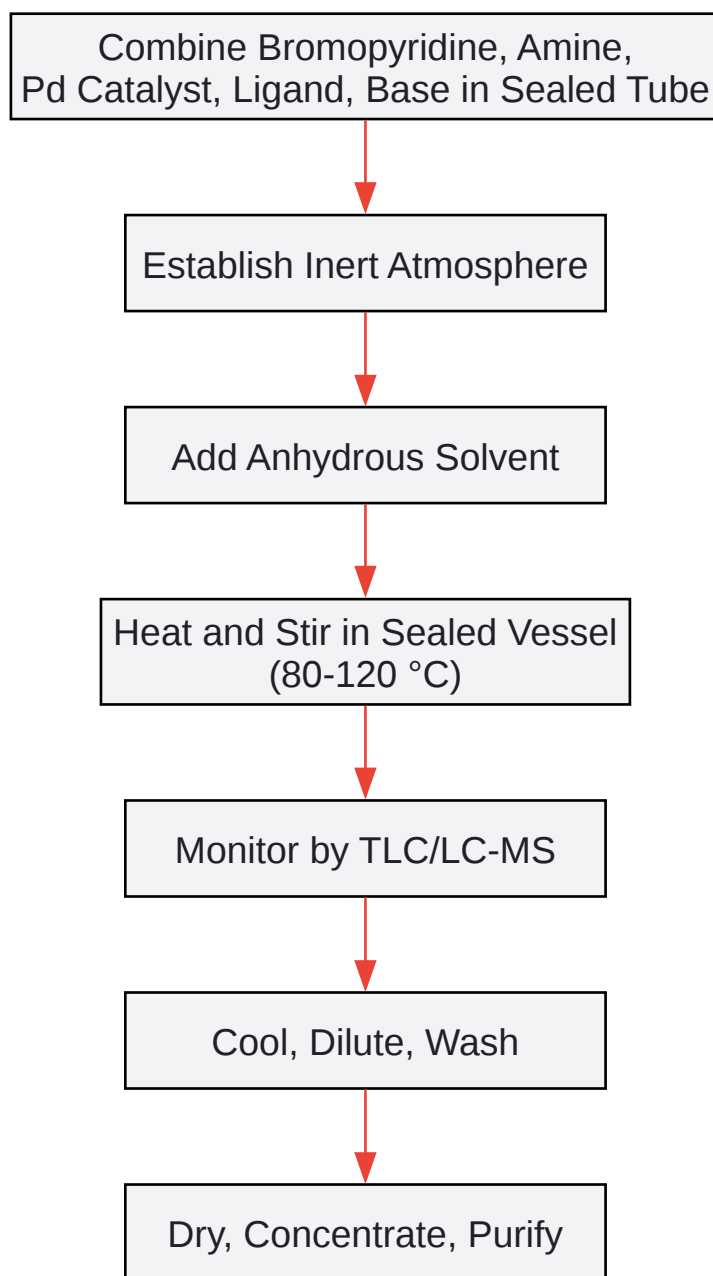 Combine Bromopyridine, Amine,
Pd Catalyst, Ligand, Base in Sealed Tube
Establish Inert Atmosphere
Add Anhydrous Solvent
Heat and Stir in Sealed Vessel
(80-120 °C)
Monitor by TLC/LC-MS
Cool, Dilute, Wash
Dry, Concentrate, Purify